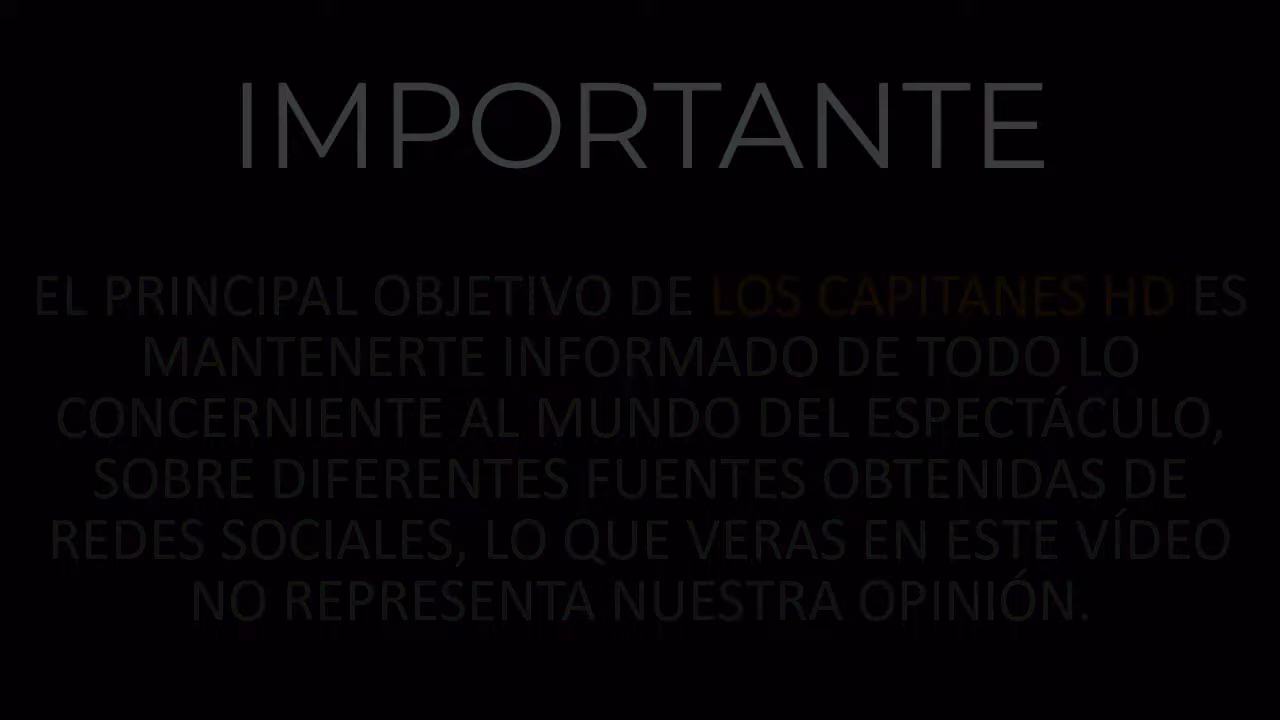 IMPORTANTE
EL PRINCIPAL OBJETIVO DE LOS CAPITANES HD ES
MANTENERTE INFORMADO DE TODO LO
CONCERNIENTE AL MUNDO DEL ESPECTÁCULO,
SOBRE DIFERENTES FUENTES OBTENIDAS DE
REDES SOCIALES, LO QUE VERAS EN ESTE VÍDEO
NO REPRESENTA NUESTRA OPINIÓN.